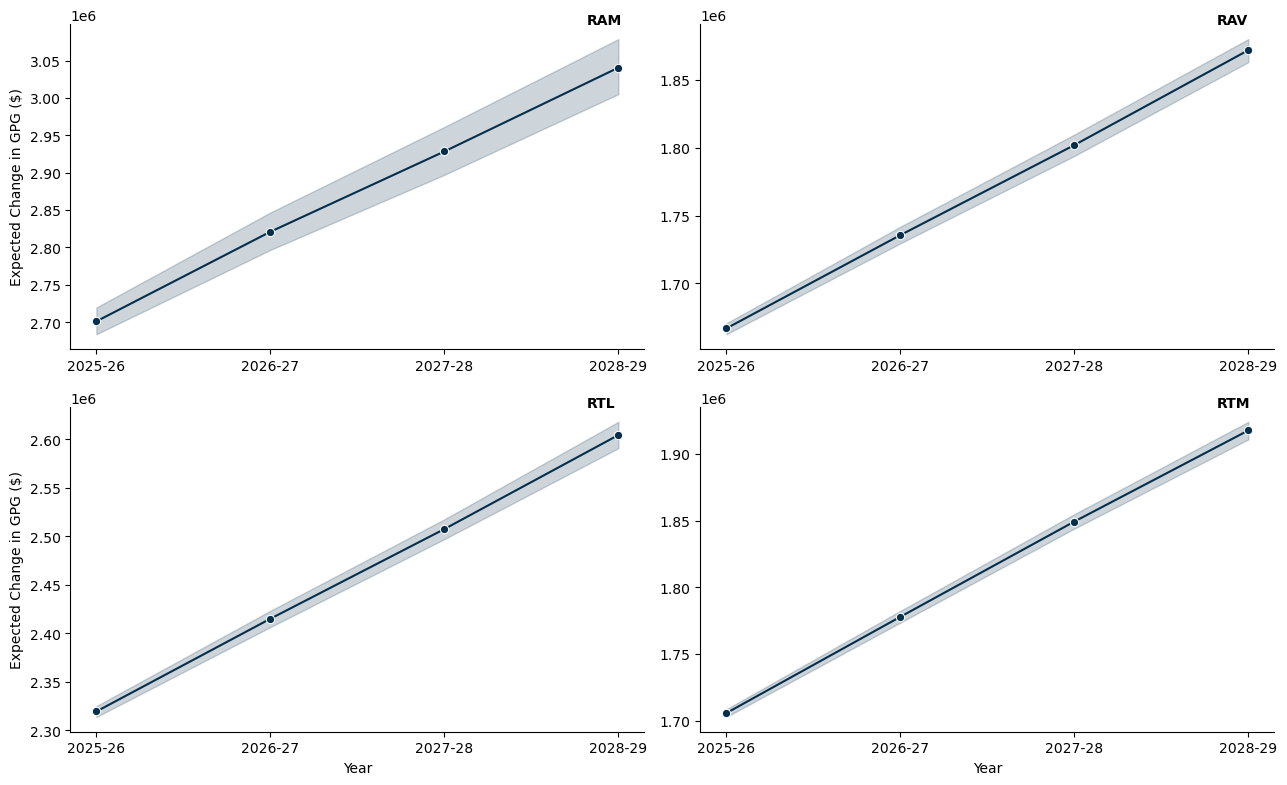 1e6
RAM
3.05
3.00
2.95
2.90
2.85
2.80
2.75
2.70
Expected Change in GPG ($)
2025-26 2026-27 2027-28 2028-29
1e6
RAV
1.85
1.80
1.75
1.70
2025-26 2026-27 2027-28 2028-29
1e6
RTL
2.60
2.55
2.50
2.45
2.40
2.35
2.30
Expected Change in GPG ($)
2025-26 2026-27 2027-28 2028-29
Year
1e6
RTM
1.90
1.85
1.80
1.75
1.70
2025-26 2026-27 2027-28 2028-29
Year